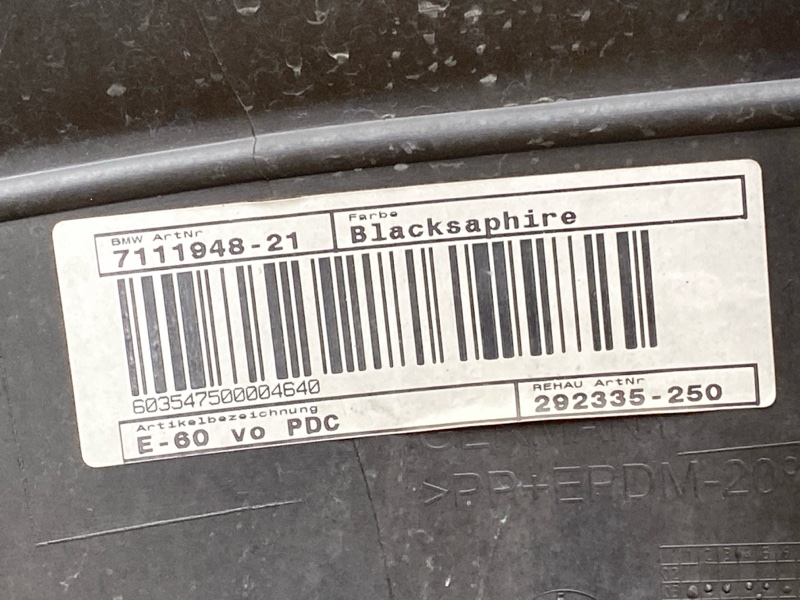 BMW ArtNr
7111948-21
Farbe
Blacksaphire
603547500004640
Artikelbezeichnung
E-60 vo PDC
REHAU ArtNr
292335-250
>PP+EPDM-20